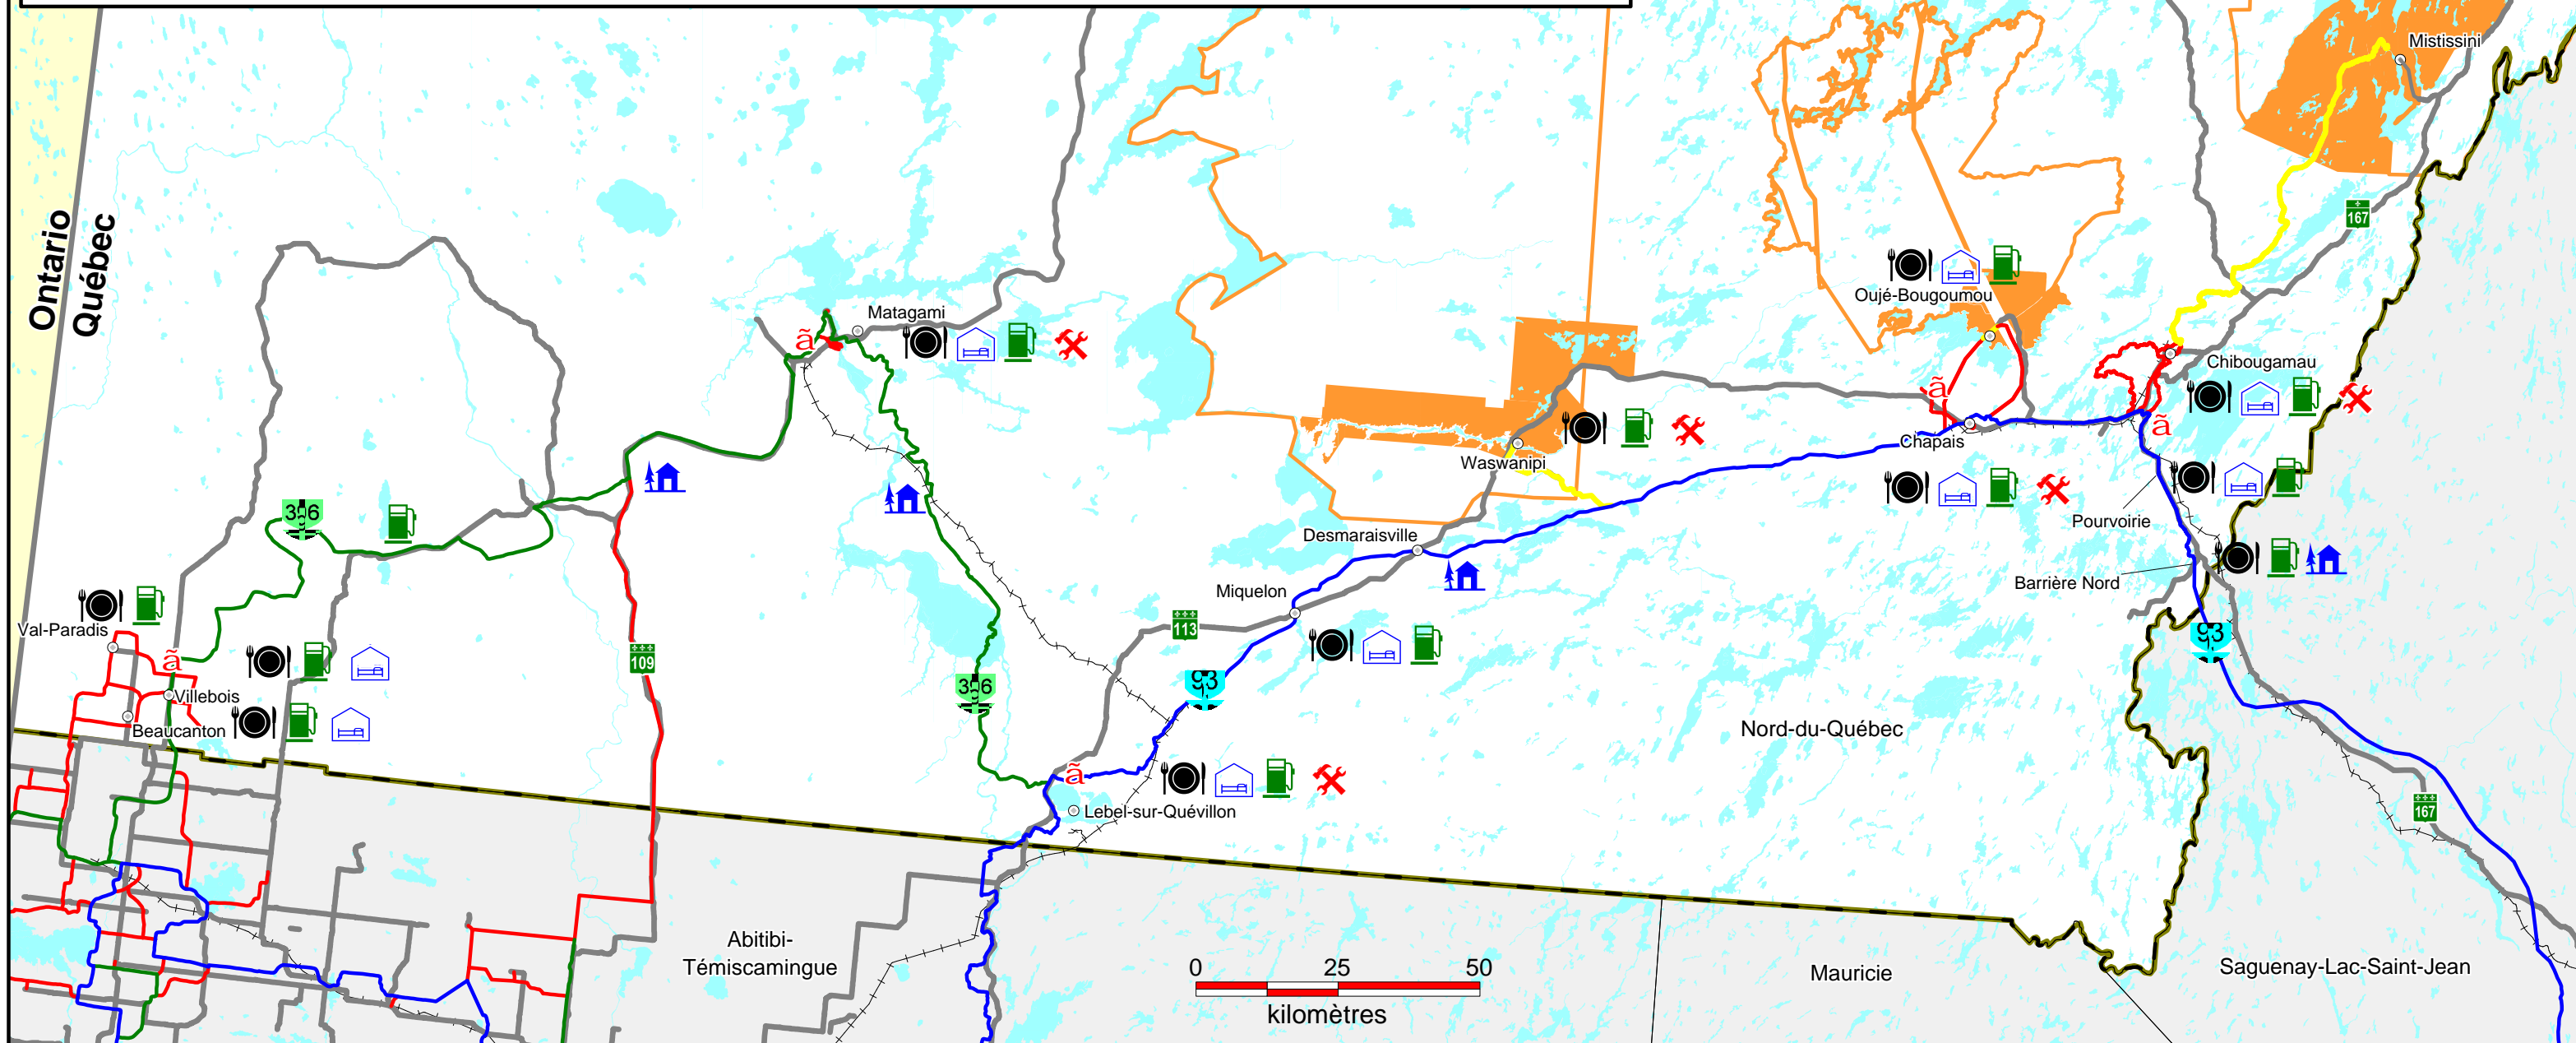 Mistissini
167
Ontario
Québec
Oujé-Bougoumou
Matagami
ã
Chibougamau
ã
ã
Chapais
Waswanipi
Pourvoirie
Desmaraisville
Barrière Nord
Miquelon
113
93
Val-Paradis
ã
109
Villebois
93
Beaucanton
Nord-du-Québec
ã
Lebel-sur-Quévillon
167
Abitibi-
Témiscamingue
0 25 50
kilomètres
Mauricie
Saguenay-Lac-Saint-Jean